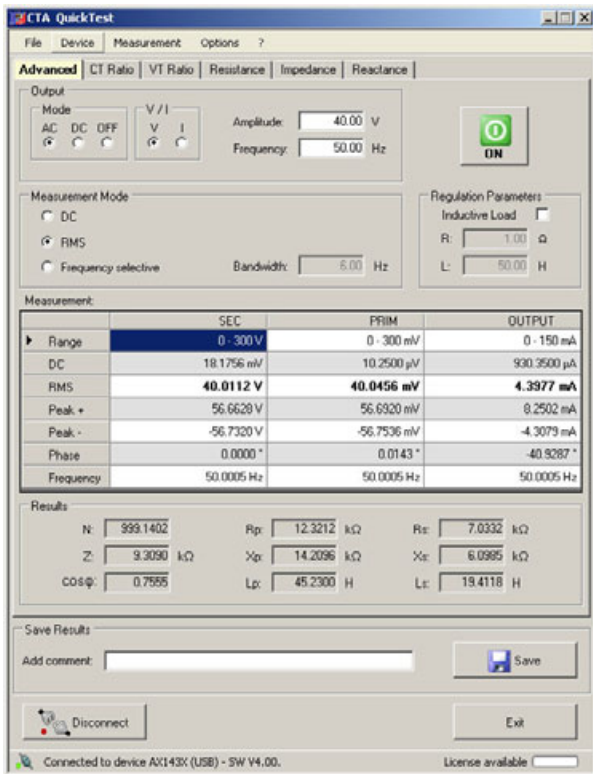 CTA QuickTest
File Device Measurement Options ?
Advanced CT Ratio VT Ratio Resistance Impedance Reactance
Output
Mode V / I
AC DC OFF V I
Amplitude: 40.00 V
Frequency: 50.00 Hz
ON
Measurement Mode
DC
RMS
Frequency selective Bandwidth: 6.00 Hz
Regulation Parameters
Inductive Load
R: 1.00 Ω
L: 50.00 H
Measurement:
SEC PRIM OUTPUT
Range 0 - 300 V 0 - 300 mV 0 - 150 mA
DC 18.1756 mV 10.2500 µV 930.3500 µA
RMS 40.0112 V 40.0456 mV 4.3977 mA
Peak + 56.6628 V 56.6920 mV 8.2502 mA
Peak - -56.7320 V -56.7536 mV -4.3079 mA
Phase 0.0000 ° 0.0143 ° -40.9287 °
Frequency 50.0005 Hz 50.0005 Hz 50.0005 Hz
Results
N: 999.1402 Rp: 12.3212 kΩ Rs: 7.0332 kΩ
Z: 9.3090 kΩ Xp: 14.2096 kΩ Xs: 6.0985 kΩ
cosφ: 0.7555 Lp: 45.2300 H Ls: 19.4118 H
Save Results
Add comment: Save
Disconnect Exit
Connected to device AX143X (USB) - SW V4.00. License available